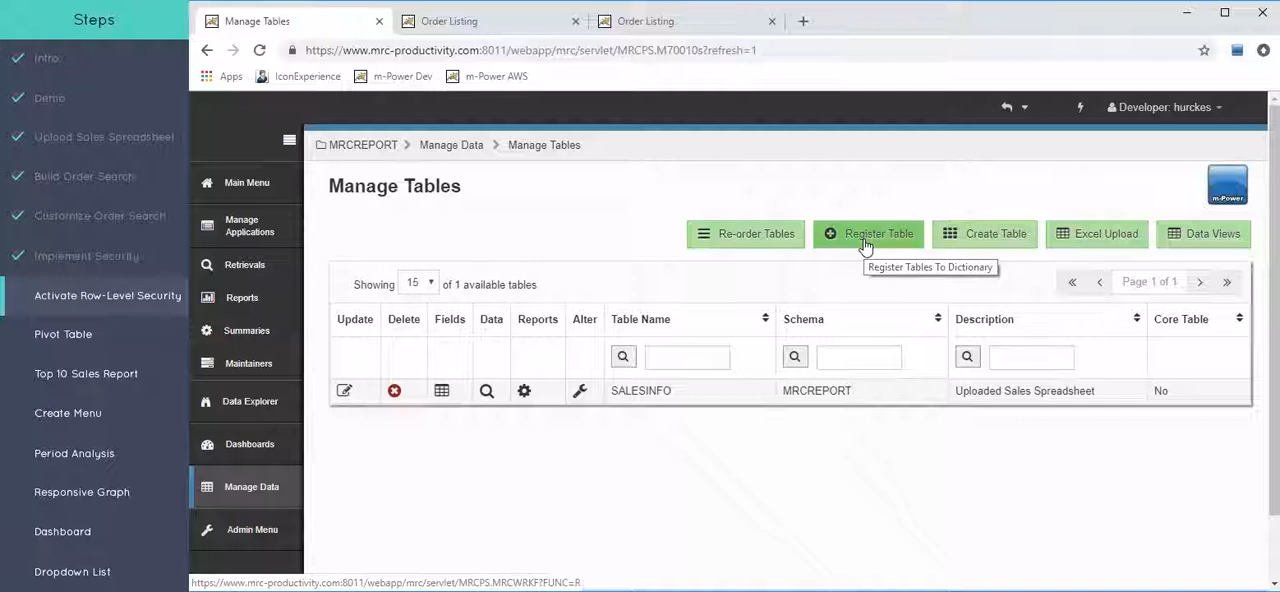 Steps
Intro
Demo
Upload Sales Spreadsheet
Build Order Search
Customize Order Search
Implement Security
Activate Row-Level Security
Pivot Table
Top 10 Sales Report
Create Menu
Period Analysis
Responsive Graph
Dashboard
Dropdown List
Manage Tables
Order Listing
Order Listing
https://www.mrc-productivity.com:8011/webapp/mrc/servlet/MRCPS.M70010s?refresh=1
Apps IconExperience m-Power Dev m-Power AWS
Developer: hurckes
Main Menu
Manage
Applications
Retrievals
Reports
Summaries
Maintainers
Data Explorer
Dashboards
Manage Data
Admin Menu
MRCREPORT > Manage Data > Manage Tables
Manage Tables
m-Power
Re-order Tables Register Table Create Table Excel Upload Data Views
Register Tables To Dictionary
Showing 15 of 1 available tables
Page 1 of 1
Update Delete Fields Data Reports Alter Table Name Schema Description Core Table
SALESINFO MRCREPORT Uploaded Sales Spreadsheet No
https://www.mrc-productivity.com:8011/webapp/mrc/servlet/MRCPS.MRCWRKF?FUNC=R